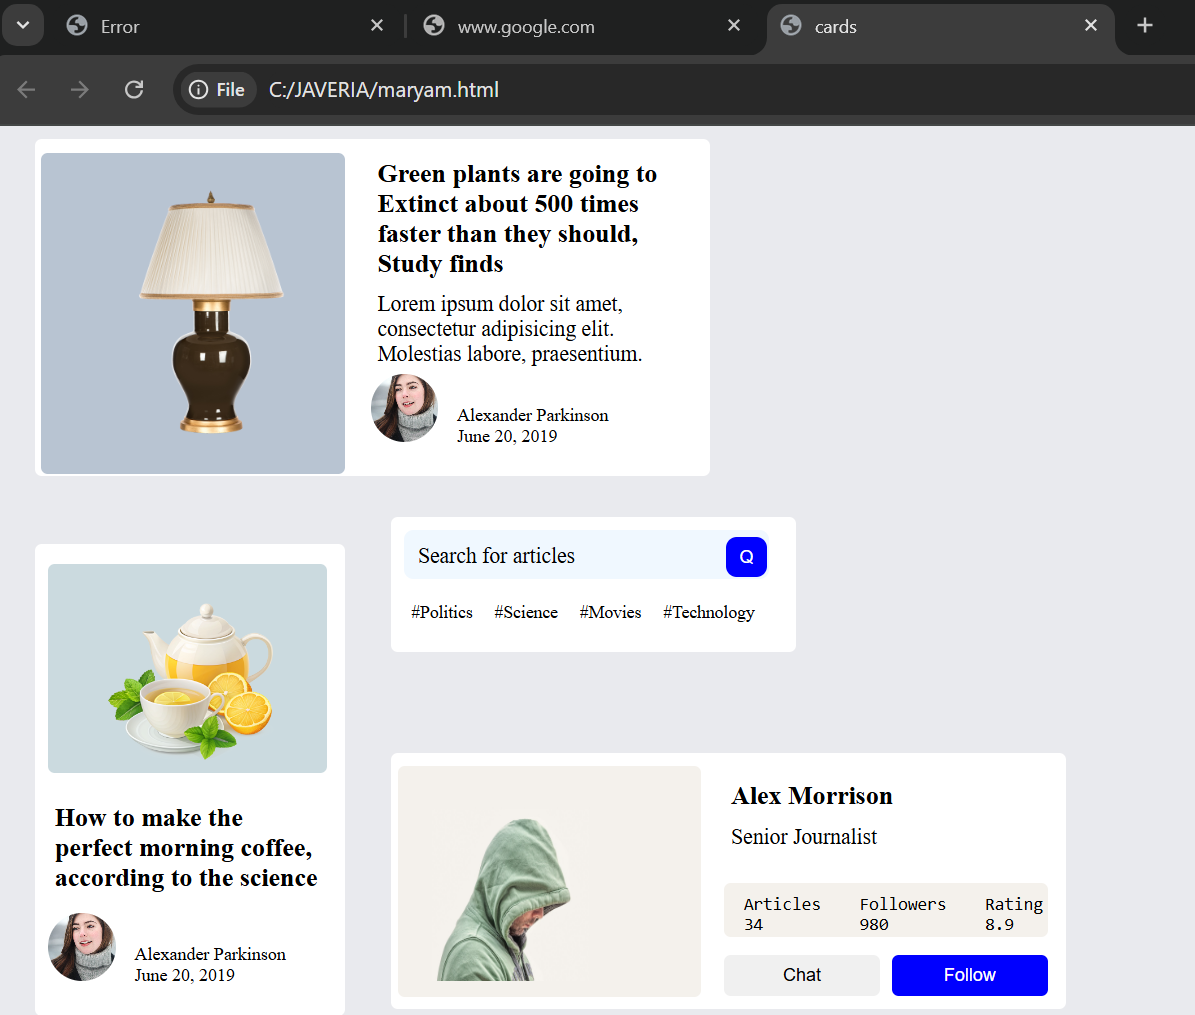 Error
www.google.com
cards
File
C:/JAVERIA/maryam.html
Green plants are going to
Extinct about 500 times
faster than they should,
Study finds
Lorem ipsum dolor sit amet,
consectetur adipisicing elit.
Molestias labore, praesentium.
Alexander Parkinson
June 20, 2019
Search for articles
Q
#Politics #Science #Movies #Technology
How to make the
perfect morning coffee,
according to the science
Alexander Parkinson
June 20, 2019
Alex Morrison
Senior Journalist
Articles Followers Rating
34 980 8.9
Chat
Follow